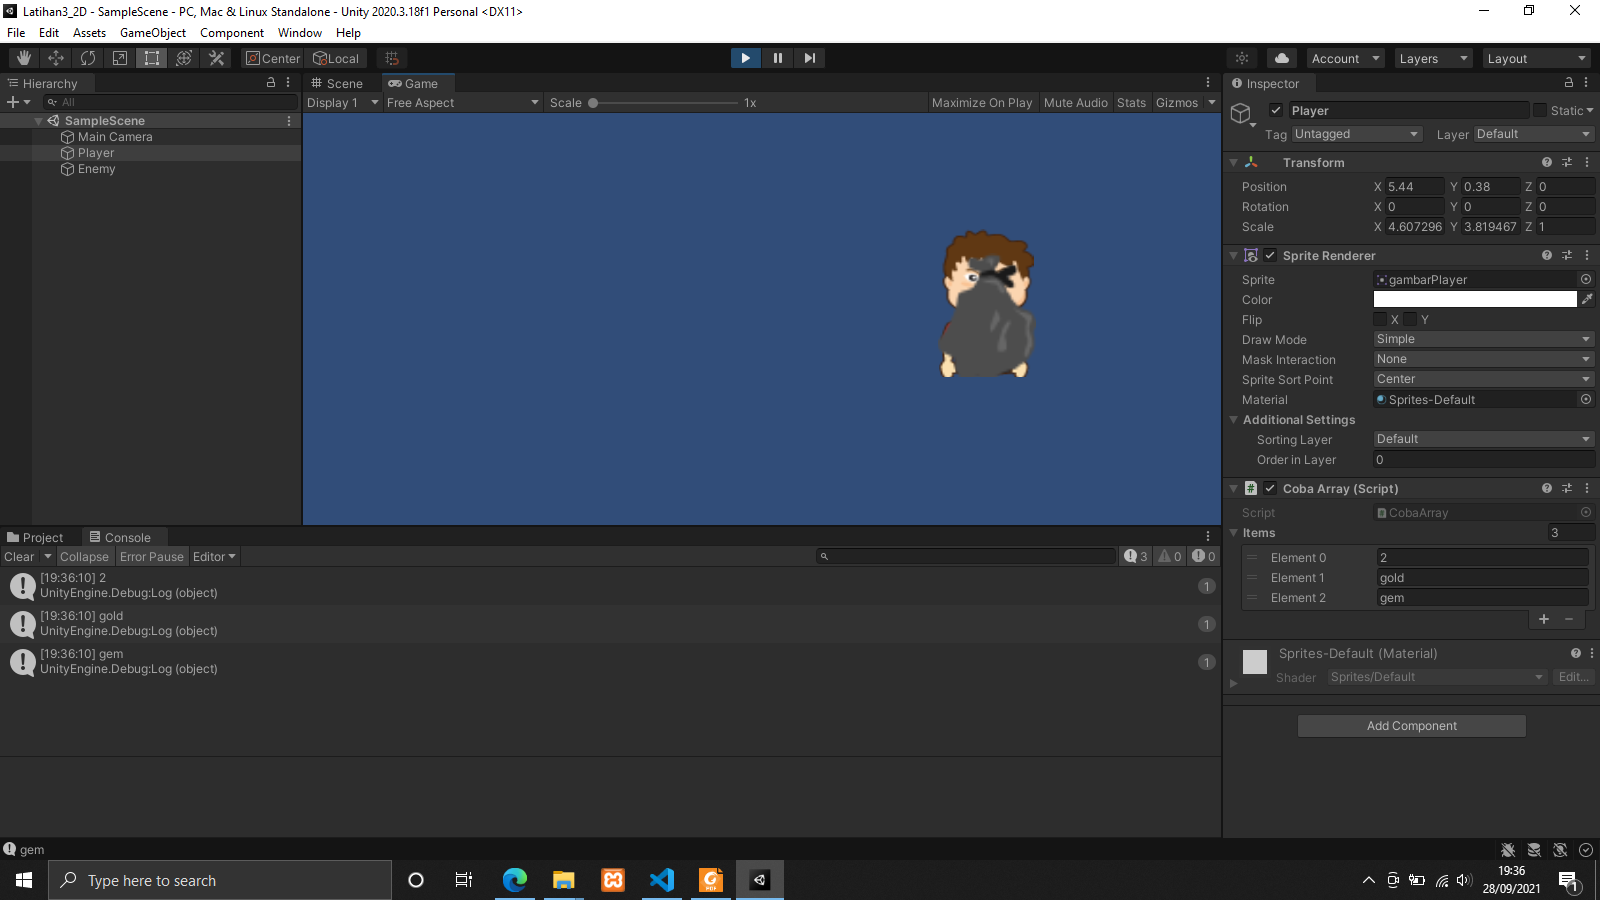 Latihan3_2D - SampleScene - PC, Mac & Linux Standalone - Unity 2020.3.18f1 Personal <DX11>
File Edit Assets GameObject Component Window Help
Center Local Account Layers Layout
Hierarchy
All
SampleScene
Main Camera
Player
Enemy
Scene Game
Display 1 Free Aspect Scale 1x Maximize On Play Mute Audio Stats Gizmos
Inspector
Player Static
Tag Untagged Layer Default
Transform
Position X 5.44 Y 0.38 Z 0
Rotation X 0 Y 0 Z 0
Scale X 4.607296 Y 3.819467 Z 1
Sprite Renderer
Sprite gambarPlayer
Color
Flip X Y
Draw Mode Simple
Mask Interaction None
Sprite Sort Point Center
Material Sprites-Default
Additional Settings
Sorting Layer Default
Order in Layer 0
Coba Array (Script)
Script CobaArray
Items 3
Element 0 2
Element 1 gold
Element 2 gem
Sprites-Default (Material)
Shader Sprites/Default Edit...
Add Component
Project Console
Clear Collapse Error Pause Editor 3 0 0
[19:36:10] 2
UnityEngine.Debug:Log (object)
1
[19:36:10] gold
UnityEngine.Debug:Log (object)
1
[19:36:10] gem
UnityEngine.Debug:Log (object)
1
gem
Type here to search
19:36
28/09/2021
1